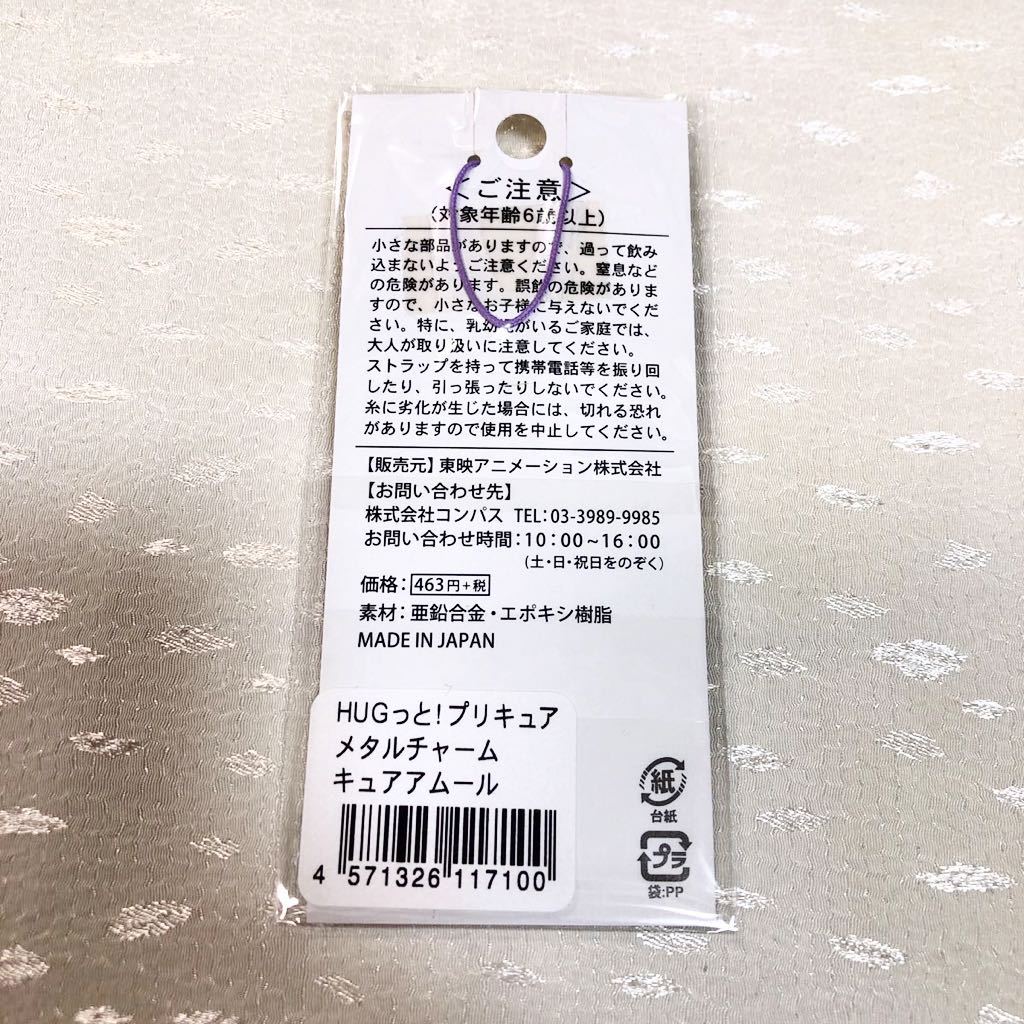 ＜ご注意＞
（対象年齢6歳以上）
小さな部品がありますので、過って飲み
込まないようご注意ください。窒息など
の危険があります。誤飲の危険がありま
すので、小さなお子様に与えないでくだ
さい。特に、乳幼児がいるご家庭では、
大人が取り扱いに注意してください。
ストラップを持って携帯電話等を振り回
したり、引っ張ったりしないでください。
糸に劣化が生じた場合には、切れる恐れ
がありますので使用を中止してください。
【販売元】東映アニメーション株式会社
【お問い合わせ先】
株式会社コンパス TEL：03-3989-9985
お問い合わせ時間：10：00～16：00
（土・日・祝日をのぞく）
価格：463円+税
素材：亜鉛合金・エポキシ樹脂
MADE IN JAPAN
HUGっと！プリキュア
メタルチャーム
キュアアムール
4 571326 117100
紙
台紙
プラ
袋:PP